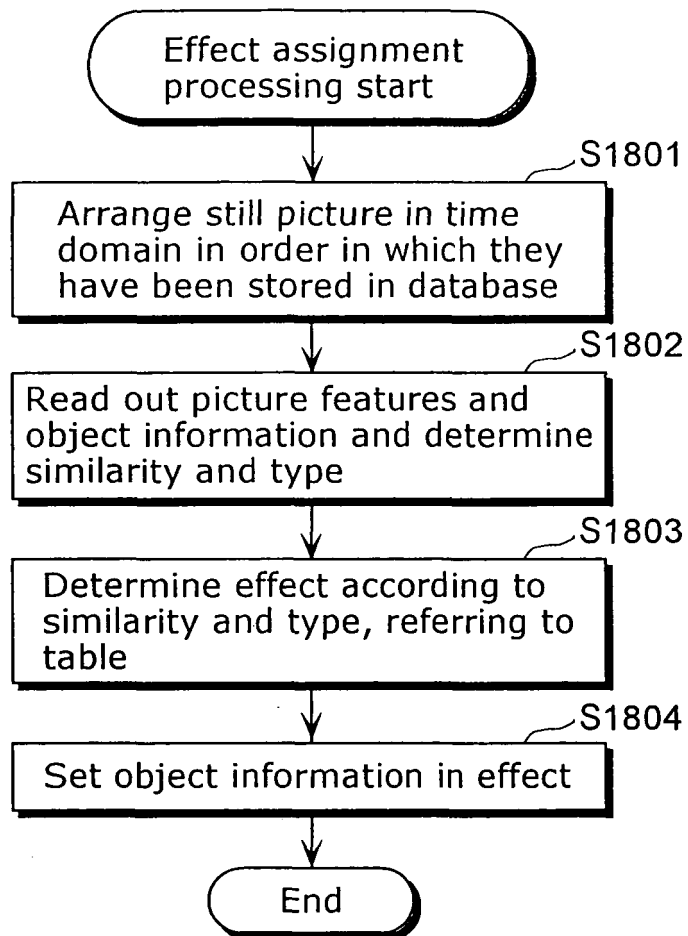 Effect assignment
processing start
S1801
Arrange still picture in time
domain in order in which they
have been stored in database
S1802
Read out picture features and
object information and determine
similarity and type
S1803
Determine effect according to
similarity and type, referring to
table
S1804
Set object information in effect
End